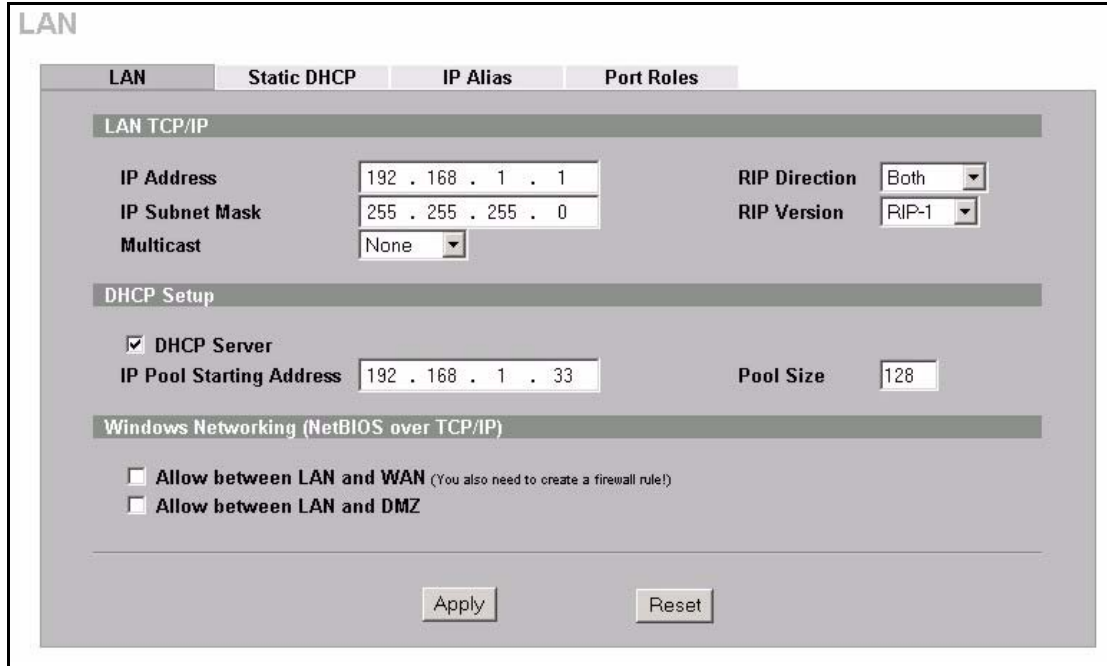 LAN
LAN Static DHCP IP Alias Port Roles
LAN TCP/IP
IP Address 192 . 168 . 1 . 1 RIP Direction Both
IP Subnet Mask 255 . 255 . 255 . 0 RIP Version RIP-1
Multicast None
DHCP Setup
DHCP Server
IP Pool Starting Address 192 . 168 . 1 . 33 Pool Size 128
Windows Networking (NetBIOS over TCP/IP)
Allow between LAN and WAN (You also need to create a firewall rule!)
Allow between LAN and DMZ
Apply Reset